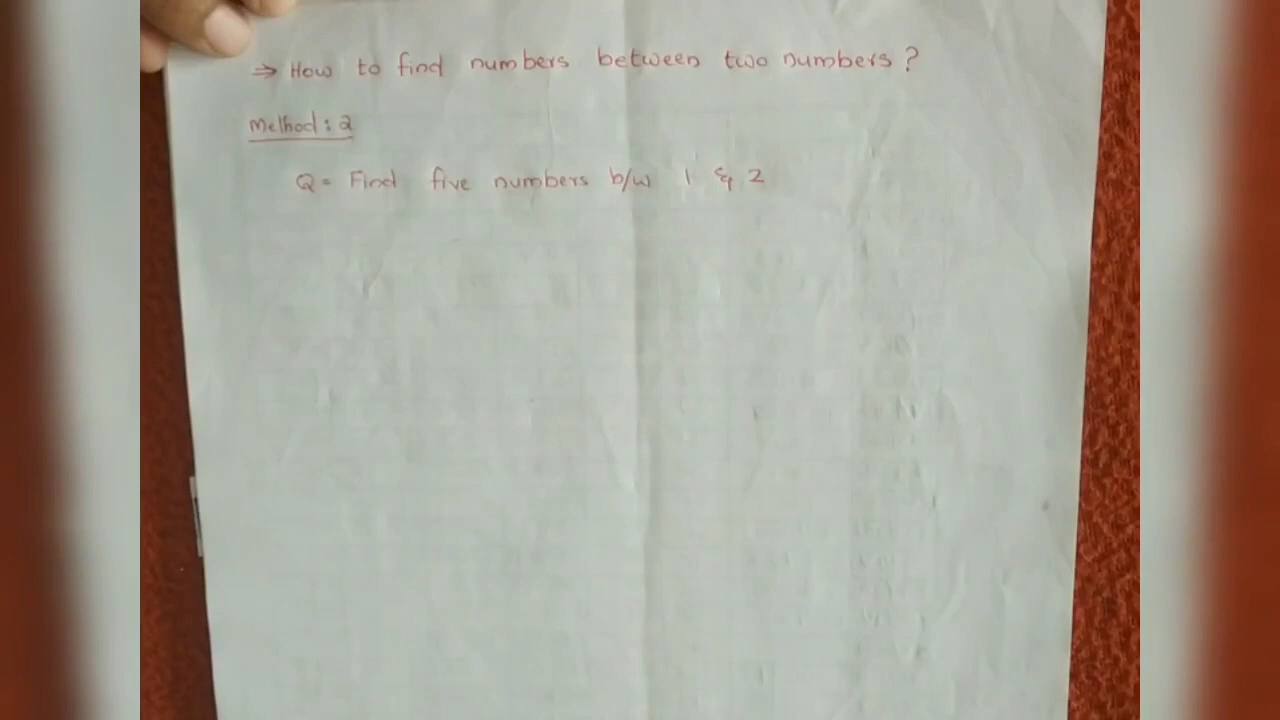 ⇒ How to find numbers between two numbers?
Method: 2
Q= Find five numbers b/w 1 & 2